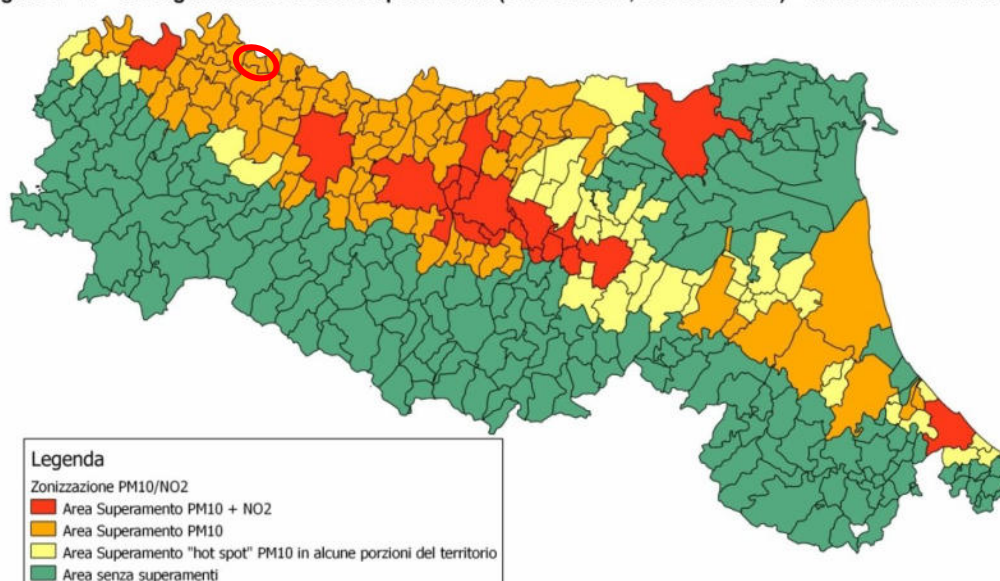 Legenda
Zonizzazione PM10/NO2
Area Superamento PM10 + NO2
Area Superamento PM10
Area Superamento "hot spot" PM10 in alcune porzioni del territorio
Area senza superamenti